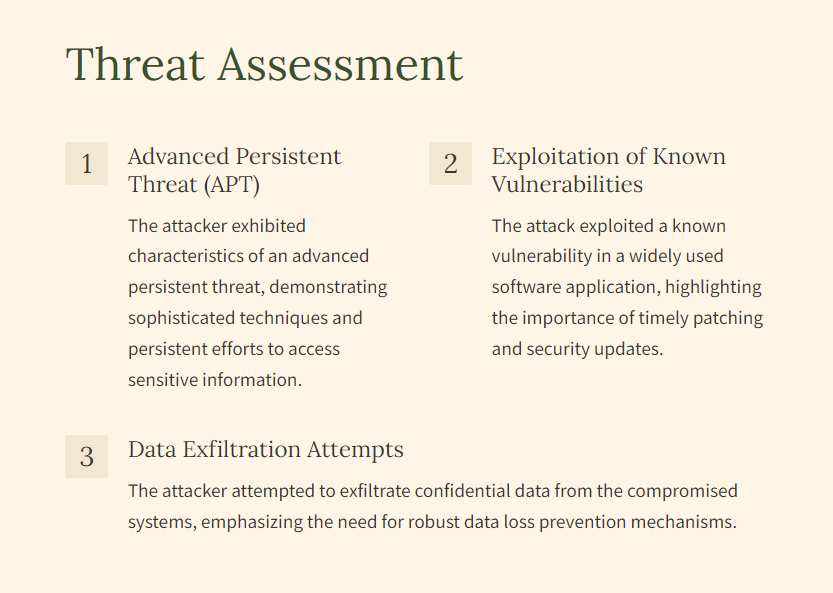 Threat Assessment
1
Advanced Persistent
Threat (APT)
The attacker exhibited
characteristics of an advanced
persistent threat, demonstrating
sophisticated techniques and
persistent efforts to access
sensitive information.
2
Exploitation of Known
Vulnerabilities
The attack exploited a known
vulnerability in a widely used
software application, highlighting
the importance of timely patching
and security updates.
3
Data Exfiltration Attempts
The attacker attempted to exfiltrate confidential data from the compromised
systems, emphasizing the need for robust data loss prevention mechanisms.